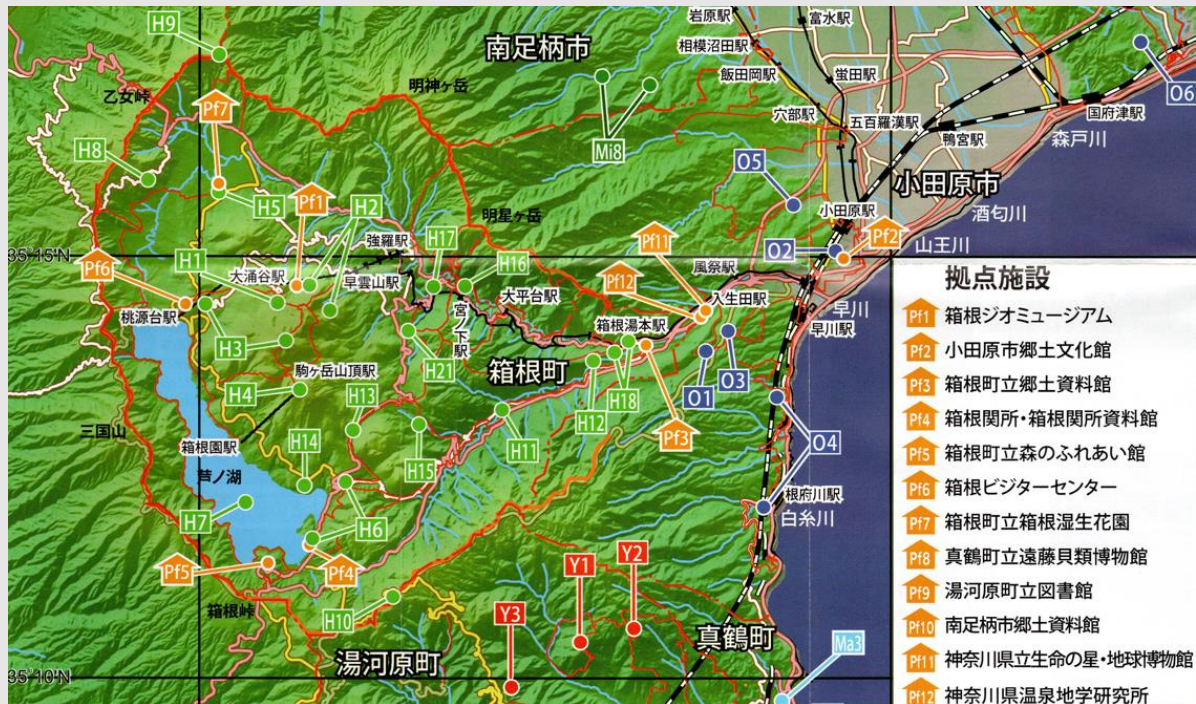 H9
南足柄市
岩原駅
富水駅
相模沼田駅
飯田岡駅
蛍田駅
O6
乙女峠
明神ヶ岳
Pf7
穴部駅
五百羅漢駅
鴨宮駅
国府津駅
森戸川
H8
Mi8
H5
Pf1
H2
明星ヶ岳
O5
小田原市
小田原駅
酒匂川
35°15'N
Pf6
H1
大涌谷駅
強羅駅
早雲山駅
H17
H16
Pf11
Pf12
風祭駅
O2
Pf2
山王川
桃源台駅
大平台駅
宮ノ下駅
入生田駅
箱根湯本駅
早川
早川駅
H3
H4
駒ヶ岳山頂駅
H21
箱根町
H13
H12
H18
O1
O3
Pf3
三国山
箱根園駅
H14
H15
H11
O4
芦ノ湖
H7
H6
根府川駅
白糸川
Pf5
Pf4
箱根峠
H10
Y1
Y2
Y3
湯河原町
真鶴町
Ma3
35°10'N
拠点施設
Pf1 箱根ジオミュージアム
Pf2 小田原市郷土文化館
Pf3 箱根町立郷土資料館
Pf4 箱根関所・箱根関所資料館
Pf5 箱根町立森のふれあい館
Pf6 箱根ビジターセンター
Pf7 箱根町立箱根湿生花園
Pf8 真鶴町立遠藤貝類博物館
Pf9 湯河原町立図書館
Pf10 南足柄市郷土資料館
Pf11 神奈川県立生命の星・地球博物館
Pf12 神奈川県温泉地学研究所